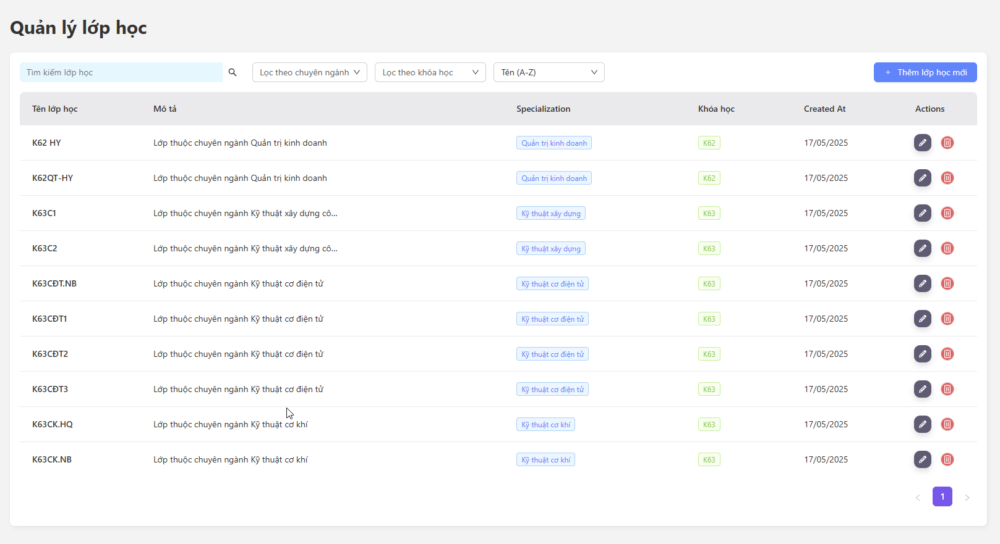 Quản lý lớp học
Tìm kiếm lớp học
Lọc theo chuyên ngành
Lọc theo khóa học
Tên (A-Z)
+ Thêm lớp học mới
Tên lớp học Mô tả Specialization Khóa học Created At Actions
K62 HY Lớp thuộc chuyên ngành Quản trị kinh doanh Quản trị kinh doanh K62 17/05/2025
K62QT-HY Lớp thuộc chuyên ngành Quản trị kinh doanh Quản trị kinh doanh K62 17/05/2025
K63C1 Lớp thuộc chuyên ngành Kỹ thuật xây dựng cô... Kỹ thuật xây dựng K63 17/05/2025
K63C2 Lớp thuộc chuyên ngành Kỹ thuật xây dựng cô... Kỹ thuật xây dựng K63 17/05/2025
K63CĐT.NB Lớp thuộc chuyên ngành Kỹ thuật cơ điện tử Kỹ thuật cơ điện tử K63 17/05/2025
K63CĐT1 Lớp thuộc chuyên ngành Kỹ thuật cơ điện tử Kỹ thuật cơ điện tử K63 17/05/2025
K63CĐT2 Lớp thuộc chuyên ngành Kỹ thuật cơ điện tử Kỹ thuật cơ điện tử K63 17/05/2025
K63CĐT3 Lớp thuộc chuyên ngành Kỹ thuật cơ điện tử Kỹ thuật cơ điện tử K63 17/05/2025
K63CK.HQ Lớp thuộc chuyên ngành Kỹ thuật cơ khí Kỹ thuật cơ khí K63 17/05/2025
K63CK.NB Lớp thuộc chuyên ngành Kỹ thuật cơ khí Kỹ thuật cơ khí K63 17/05/2025
1